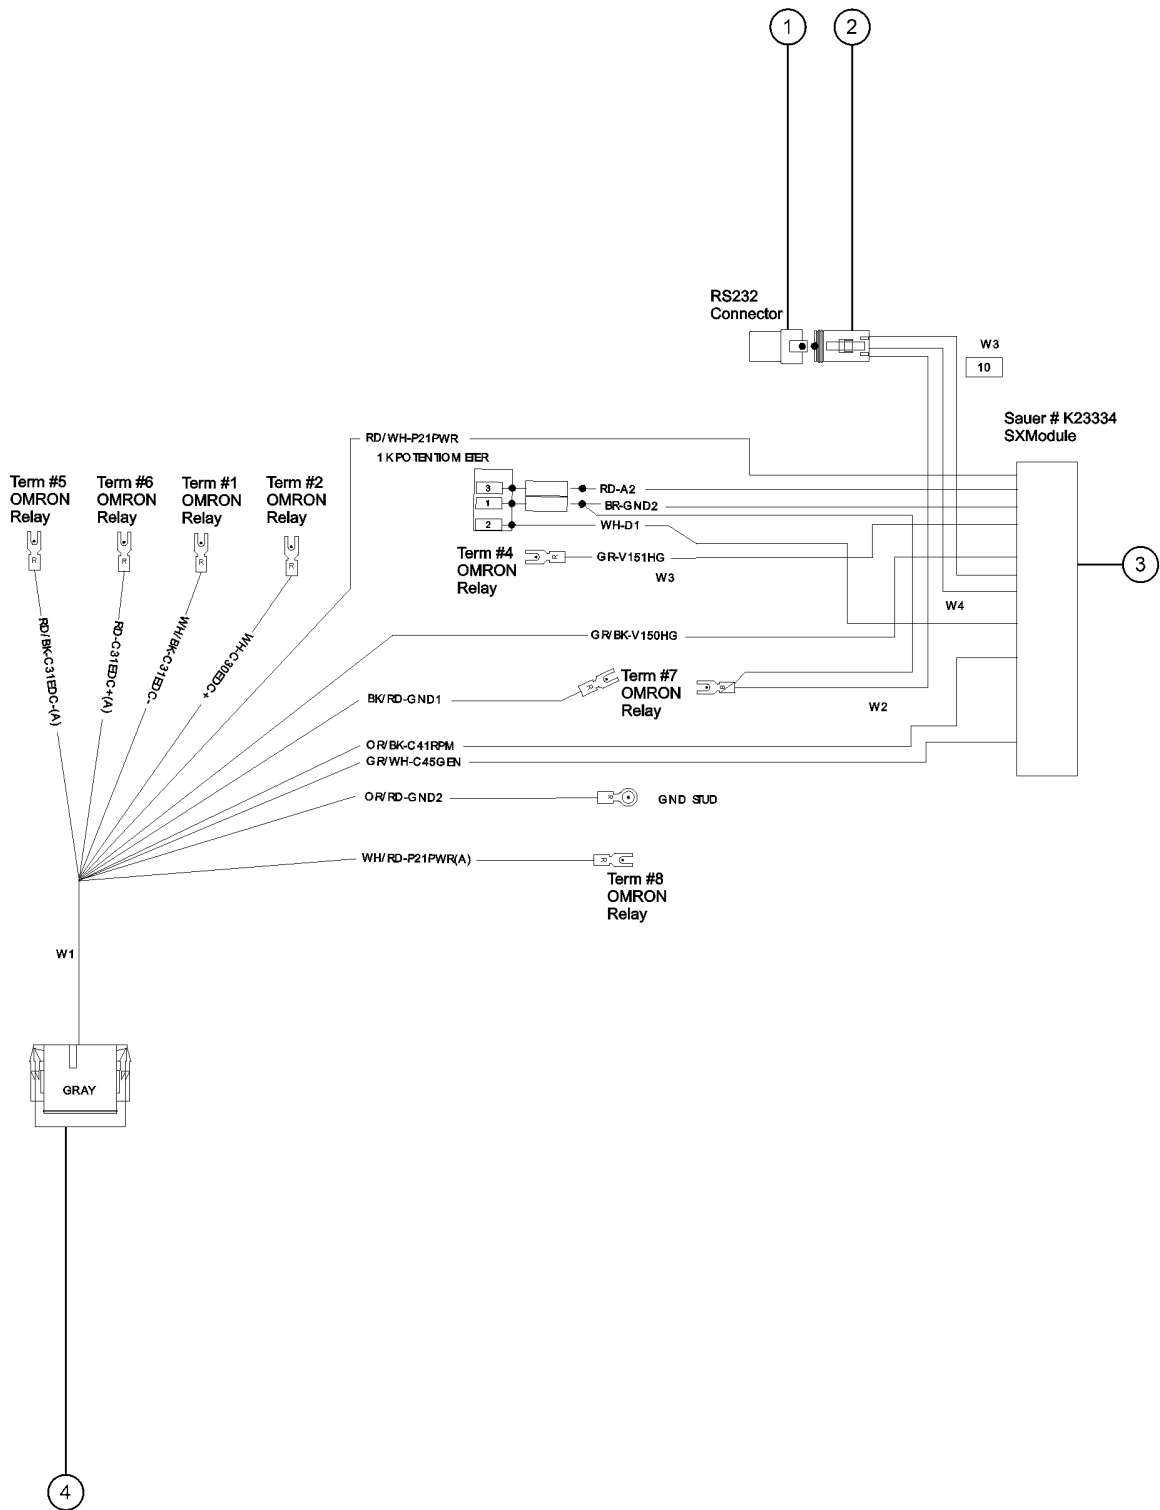 1
2
RS232
Connector
W3
10
Sauer # K23334
SXModule
RD/WH-P21PWR
1 K POTENTIOMETER
3
RD-A2
1
BR-GND2
2
WH-D1
Term #5
OMRON
Relay
Term #6
OMRON
Relay
Term #1
OMRON
Relay
Term #2
OMRON
Relay
R
R
R
R
Term #4
OMRON
Relay
R
GR-V151HG
W3
3
W4
RD/BK-C31EDC-(A)
RD-C31EDC+(A)
WH/BK-C31EDC-
WH-C30EDC+
GR/BK-V150HG
BK/RD-GND1
R
Term #7
OMRON
Relay
R
W2
OR/BK-C41RPM
GR/WH-C45GEN
OR/RD-GND2
R
GND STUD
WH/RD-P21PWR(A)
R
Term #8
OMRON
Relay
W1
GRAY
4